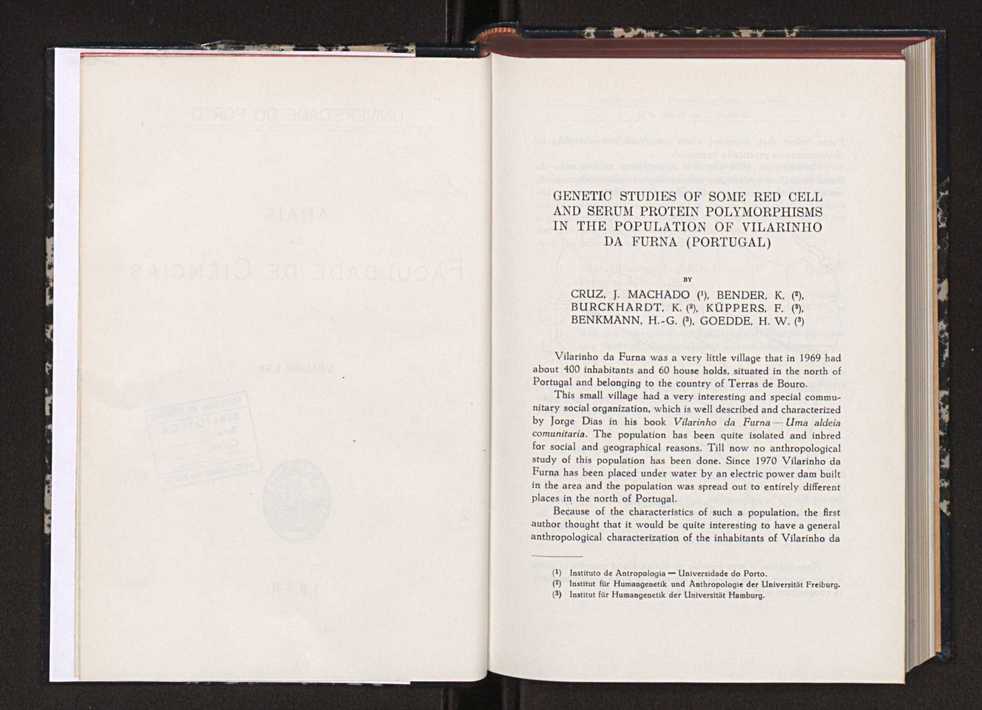 GENETIC STUDIES OF SOME RED CELL
AND SERUM PROTEIN POLYMORPHISMS
IN THE POPULATION OF VILARINHO
DA FURNA (PORTUGAL)
BY
CRUZ, J. MACHADO (¹), BENDER, K. (²),
BURCKHARDT, K. (²), KÜPPERS, F. (³),
BENKMANN, H.-G. (³), GOEDDE, H. W. (³)
Vilarinho da Furna was a very little village that in 1969 had
about 400 inhabitants and 60 house holds, situated in the north of
Portugal and belonging to the country of Terras de Bouro.
This small village had a very interesting and special commu-
nitary social organization, which is well described and characterized
by Jorge Dias in his book Vilarinho da Furna — Uma aldeia
comunitaria. The population has been quite isolated and inbred
for social and geographical reasons. Till now no anthropological
study of this population has been done. Since 1970 Vilarinho da
Furna has been placed under water by an electric power dam built
in the area and the population was spread out to entirely different
places in the north of Portugal.
Because of the characteristics of such a population, the first
author thought that it would be quite interesting to have a general
anthropological characterization of the inhabitants of Vilarinho da
(¹) Instituto de Antropologia — Universidade do Porto.
(²) Institut für Humangenetik und Anthropologie der Universität Freiburg.
(³) Institut für Humangenetik der Universität Hamburg.